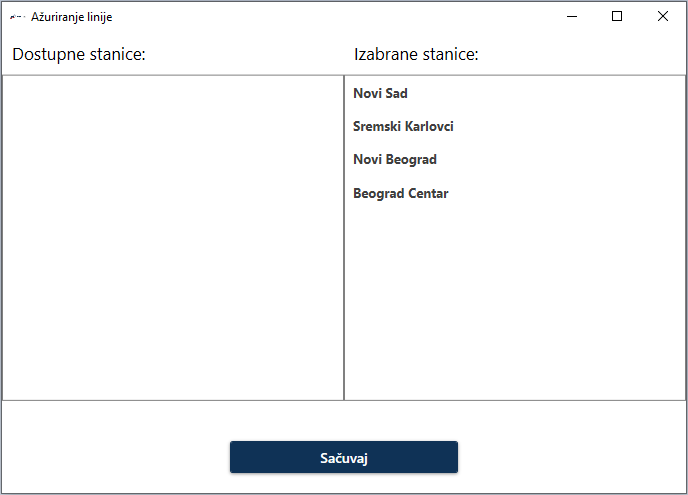 Ažuriranje linije
Dostupne stanice:
Izabrane stanice:
Novi Sad
Sremski Karlovci
Novi Beograd
Beograd Centar
Sačuvaj